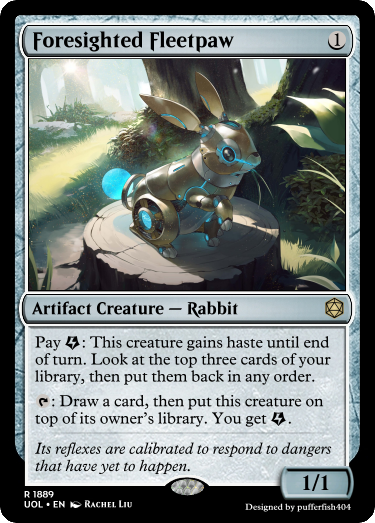 Foresighted Fleetpaw 1
Artifact Creature — Rabbit
Pay : This creature gains haste until end
of turn. Look at the top three cards of your
library, then put them back in any order.
: Draw a card, then put this creature on
top of its owner's library. You get .
Its reflexes are calibrated to respond to dangers
that have yet to happen.
1/1
R 1889
UOL • EN Rachel Liu
Designed by pufferfish404